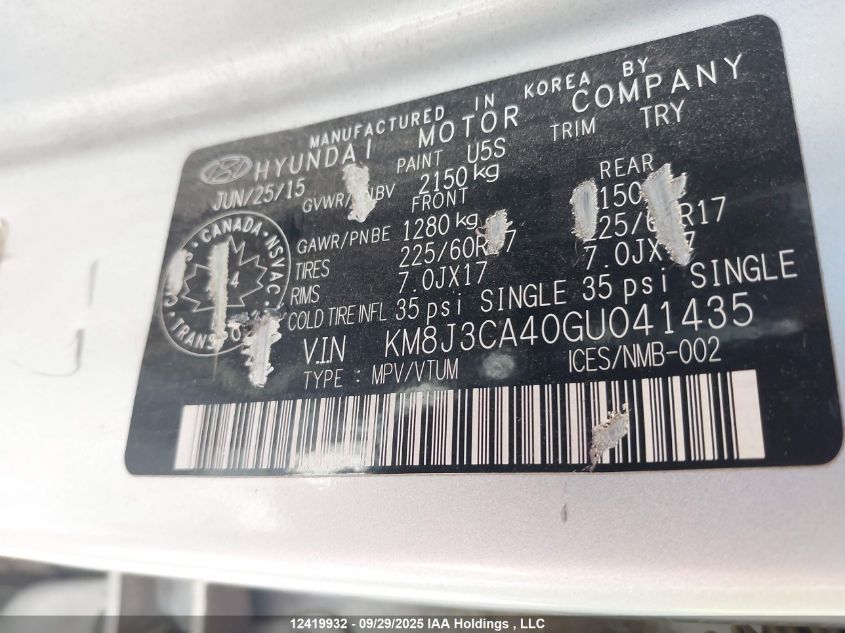 MANUFACTURED IN KOREA BY
HYUNDAI MOTOR COMPANY
JUN/25/15 PAINT U5S TRIM TRY
GVWR/ 2150 kg
FRONT REAR
GAWR/PNBE 1280 kg
TIRES 225/60R17
RIMS 7.0JX17 7.0JX17
COLD TIRE INFL 35 psi SINGLE 35 psi SINGLE
V.I.N KM8J3CA40GU041435
TYPE : MPV/VTUM ICES/NMB-002
CANADA NSVAC
12419932 - 09/29/2025 IAA Holdings , LLC